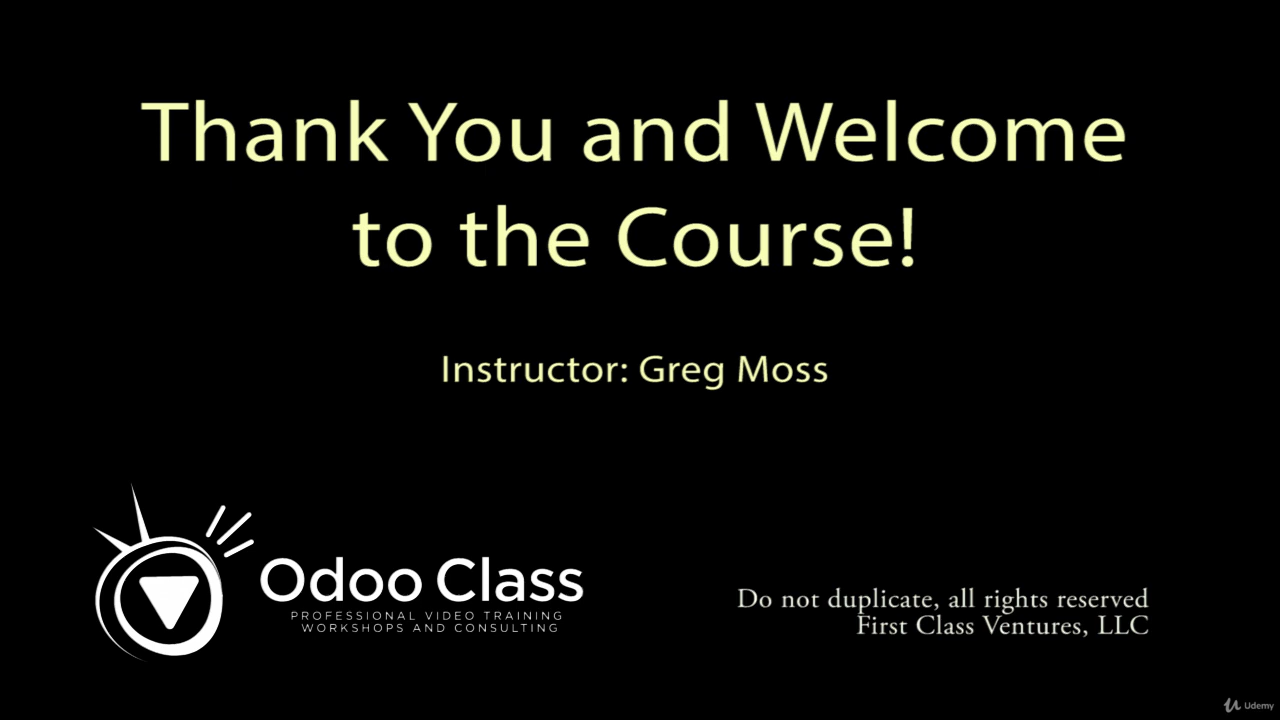 Thank You and Welcome
to the Course!
Instructor: Greg Moss
Odoo Class
PROFESSIONAL VIDEO TRAINING
WORKSHOPS AND CONSULTING
Do not duplicate, all rights reserved
First Class Ventures, LLC
Udemy